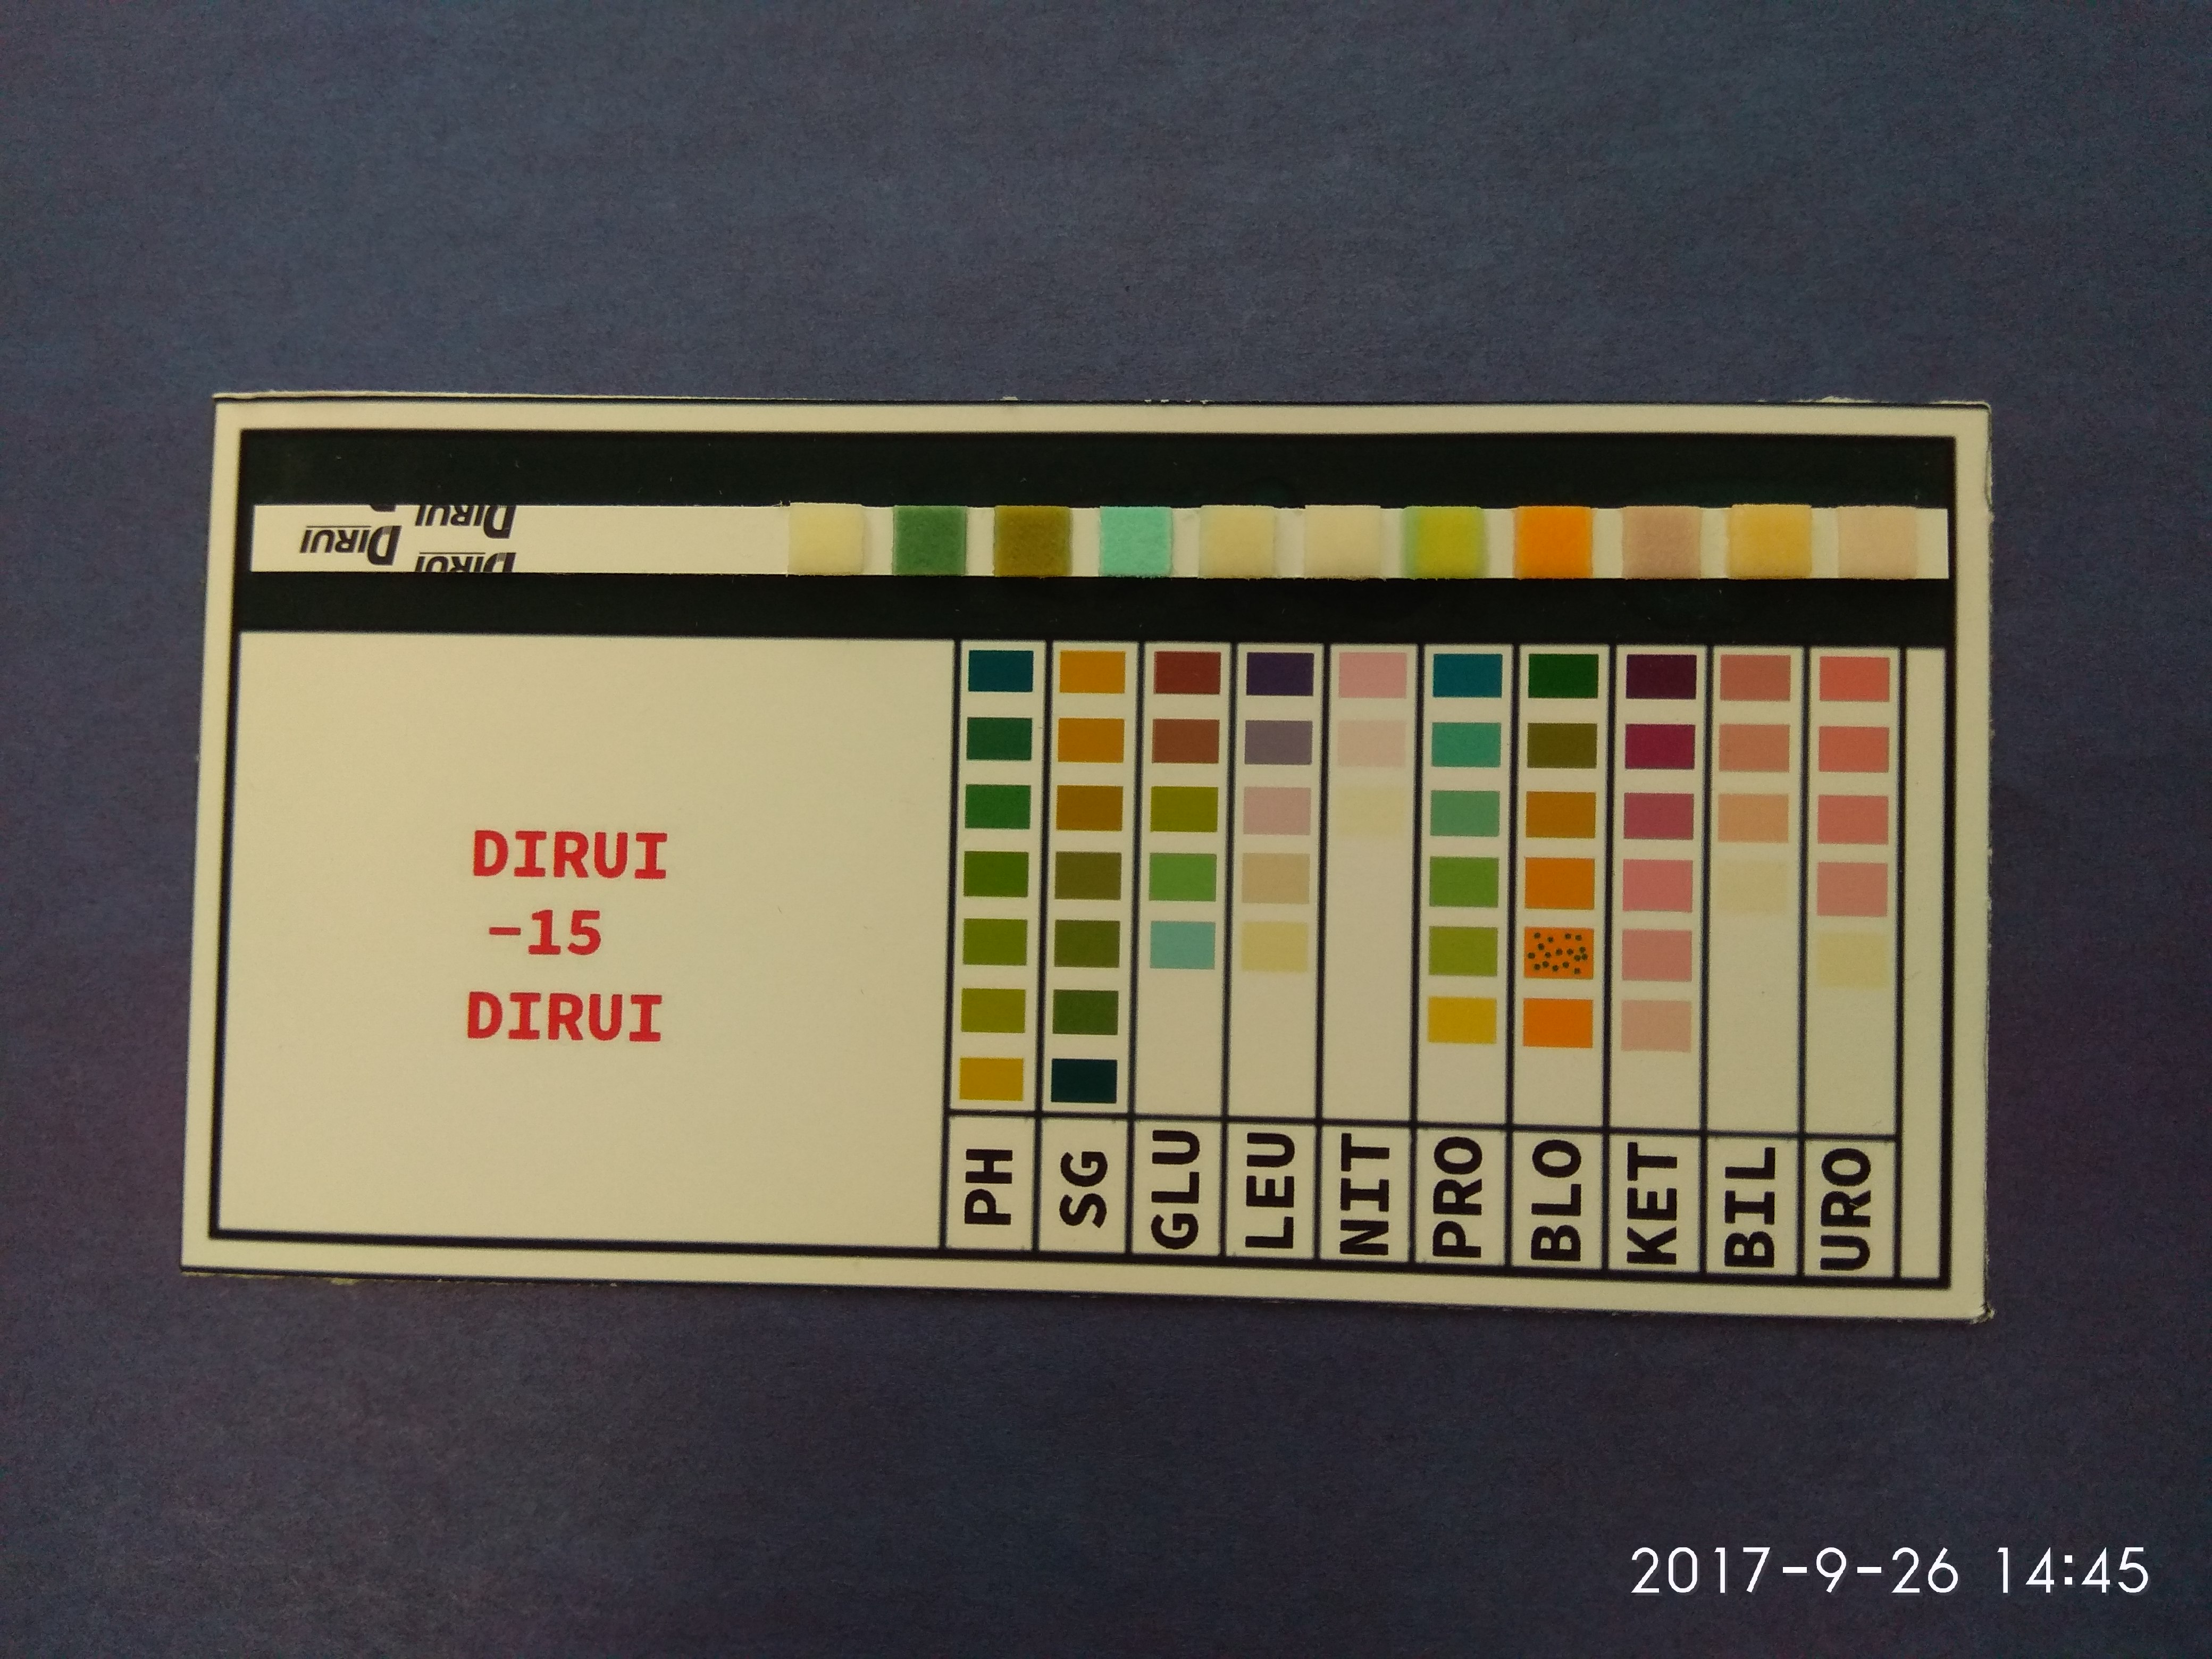 DIRUI
DIRUI
DIRUI
DIRUI
-15
DIRUI
PH
SG
GLU
LEU
NIT
PRO
BLO
KET
BIL
URO
2017-9-26 14:45